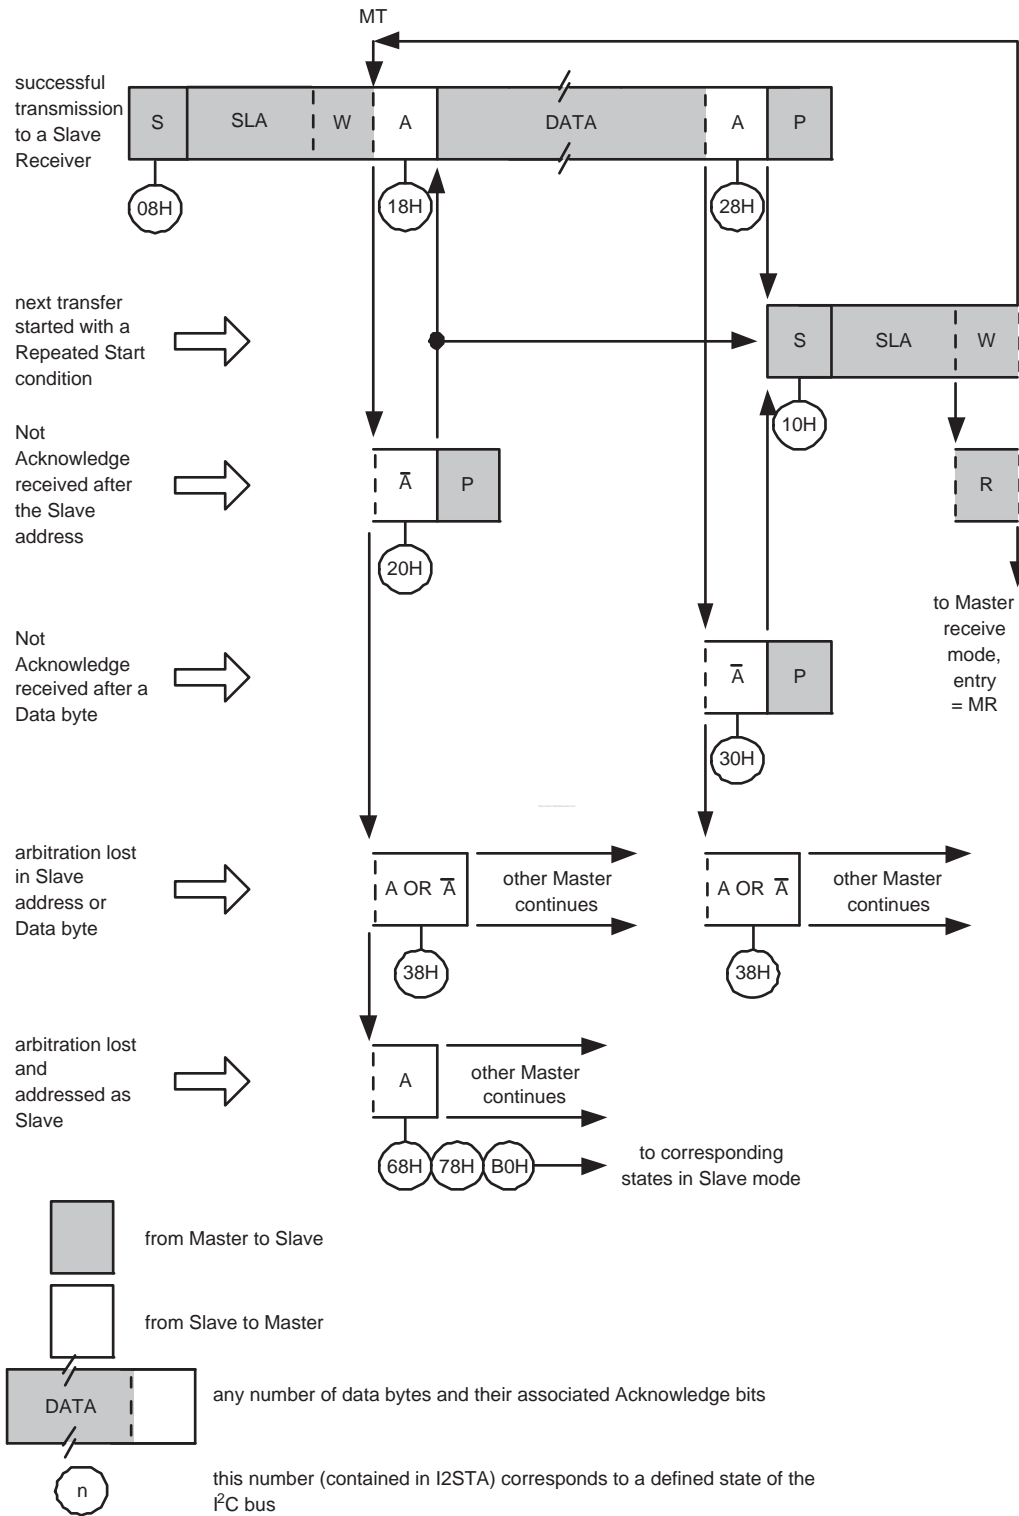 MT
successful
transmission
to a Slave
Receiver
S
SLA
W
A
DATA
A
P
08H
18H
28H
next transfer
started with a
Repeated Start
condition
S
SLA
W
10H
Not
Acknowledge
received after
the Slave
address
A̅
P
R
20H
to Master
receive
mode,
entry
= MR
Not
Acknowledge
received after a
Data byte
A̅
P
30H
arbitration lost
in Slave
address or
Data byte
A OR A̅
other Master
continues
A OR A̅
other Master
continues
38H
38H
arbitration lost
and
addressed as
Slave
A
other Master
continues
68H
78H
B0H
to corresponding
states in Slave mode
from Master to Slave
from Slave to Master
DATA
any number of data bytes and their associated Acknowledge bits
n
this number (contained in I2STA) corresponds to a defined state of the
I²C bus